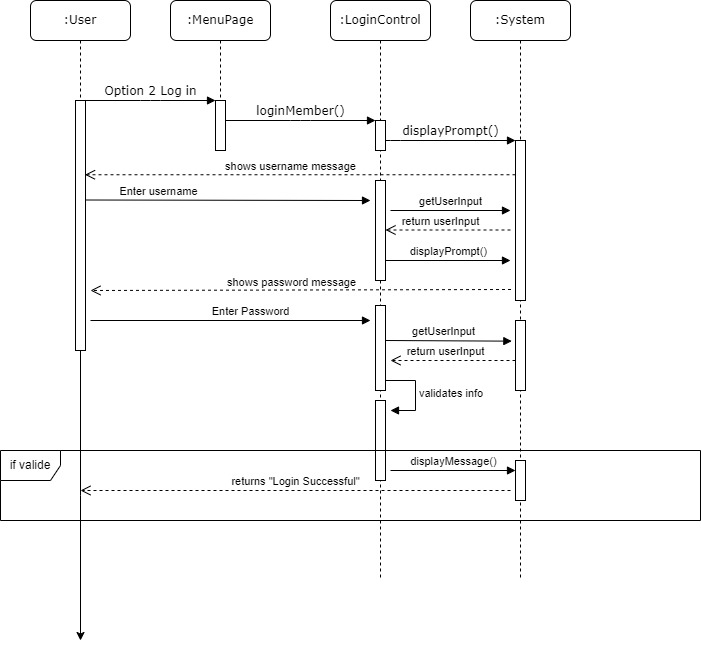 :User
:MenuPage
:LoginControl
:System
Option 2 Log in
loginMember()
displayPrompt()
shows username message
Enter username
getUserInput
return userInput
displayPrompt()
shows password message
Enter Password
getUserInput
return userInput
validates info
if valide
displayMessage()
returns "Login Successful"